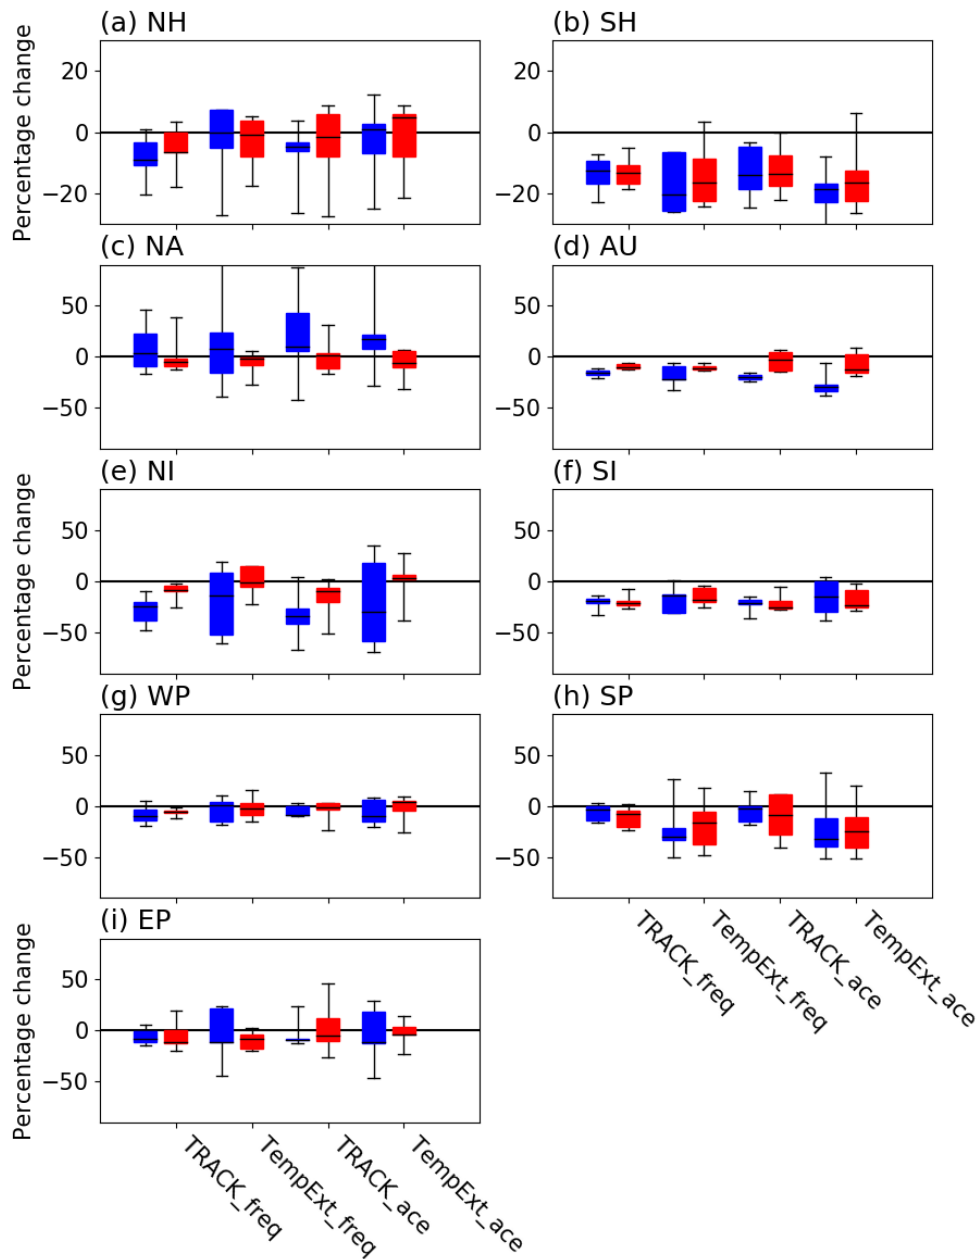 (a) NH
(b) SH
Percentage change
20
0
−20
20
0
−20
(c) NA
(d) AU
50
0
−50
50
0
−50
(e) NI
(f) SI
Percentage change
50
0
−50
50
0
−50
(g) WP
(h) SP
50
0
−50
50
0
−50
TRACK_freq
TempExt_freq
TRACK_ace
TempExt_ace
(i) EP
Percentage change
50
0
−50
TRACK_freq
TempExt_freq
TRACK_ace
TempExt_ace